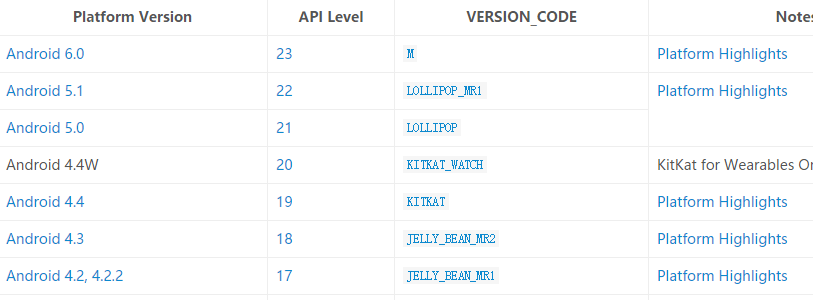 Platform Version API Level VERSION_CODE Notes
Android 6.0 23 M Platform Highlights
Android 5.1 22 LOLLIPOP_MR1 Platform Highlights
Android 5.0 21 LOLLIPOP
Android 4.4W 20 KITKAT_WATCH KitKat for Wearables
Android 4.4 19 KITKAT Platform Highlights
Android 4.3 18 JELLY_BEAN_MR2 Platform Highlights
Android 4.2, 4.2.2 17 JELLY_BEAN_MR1 Platform Highlights